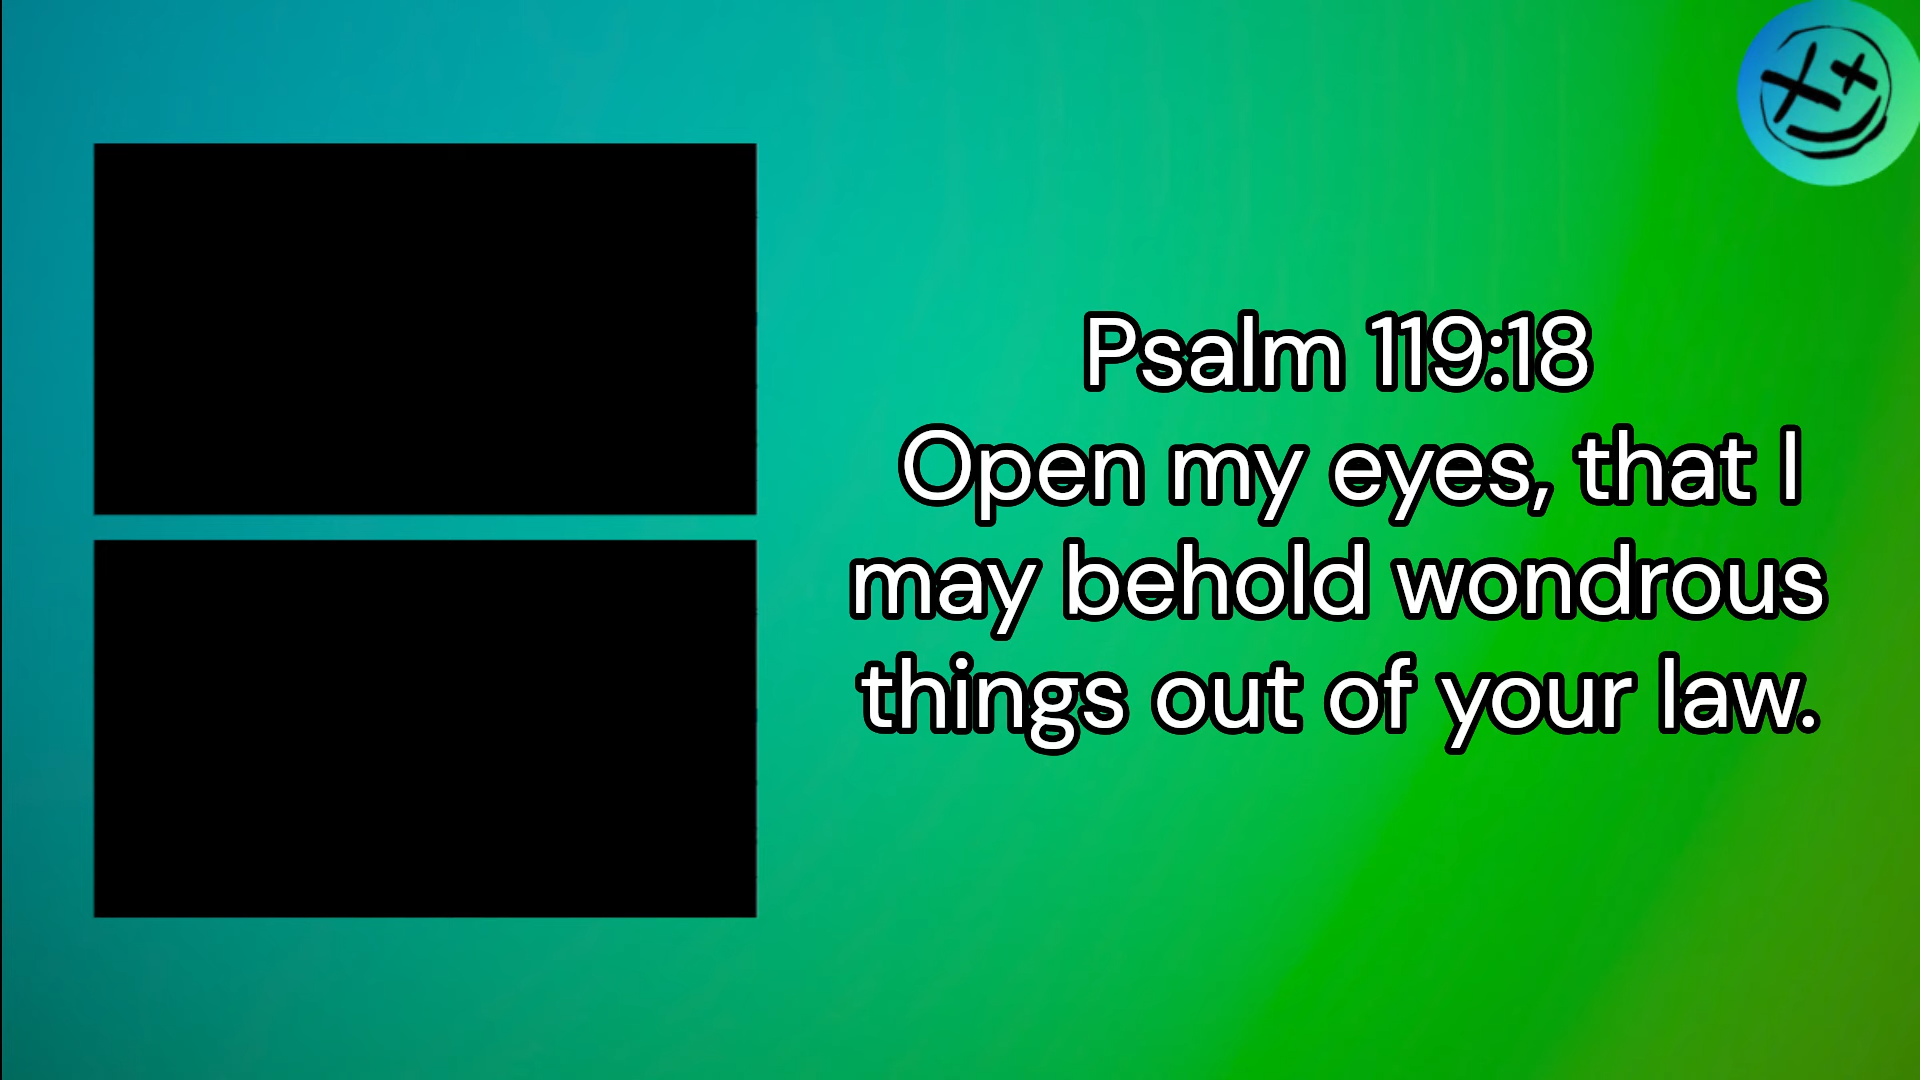 Psalm 119:18
Open my eyes, that I
may behold wondrous
things out of your law.